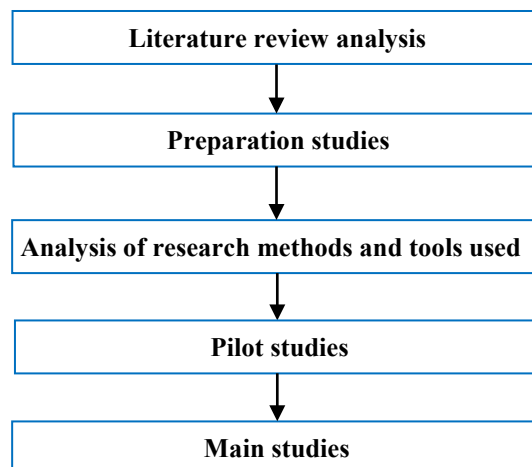 Literature review analysis
Preparation studies
Analysis of research methods and tools used
Pilot studies
Main studies